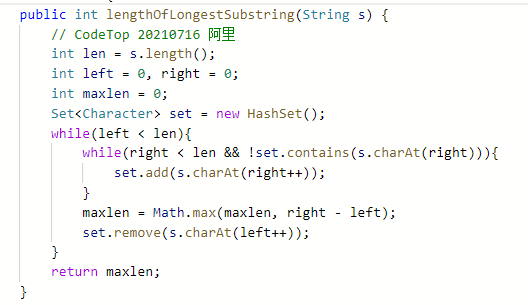 public int lengthOfLongestSubstring(String s) {
    // CodeTop 20210716 阿里
    int len = s.length();
    int left = 0, right = 0;
    int maxlen = 0;
    Set<Character> set = new HashSet();
    while(left < len){
        while(right < len && !set.contains(s.charAt(right))){
            set.add(s.charAt(right++));
        }
        maxlen = Math.max(maxlen, right - left);
        set.remove(s.charAt(left++));
    }
    return maxlen;
}